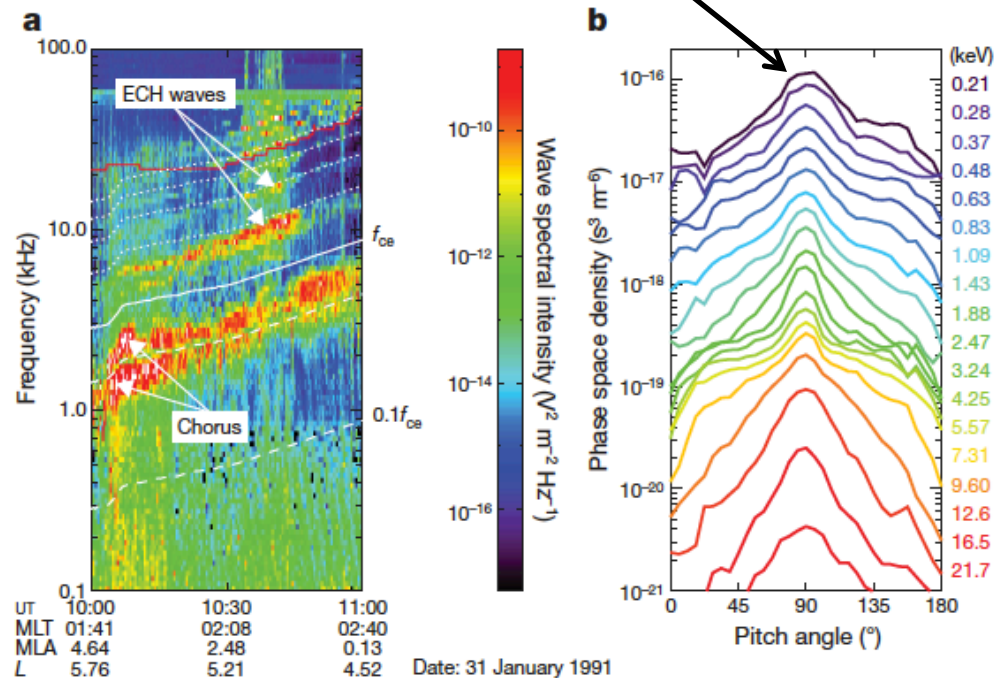 a
100.0
10.0
1.0
0.1
Frequency (kHz)
ECH waves
Chorus
f_ce
0.1f_ce
UT 10:00 10:30 11:00
MLT 01:41 02:08 02:40
MLA 4.64 2.48 0.13
L 5.76 5.21 4.52
Date: 31 January 1991
10⁻¹⁰
10⁻¹²
10⁻¹⁴
10⁻¹⁶
Wave spectral intensity (V² m⁻² Hz⁻¹)
b
10⁻¹⁶
10⁻¹⁷
10⁻¹⁸
10⁻¹⁹
10⁻²⁰
10⁻²¹
Phase space density (s³ m⁻⁶)
0 45 90 135 180
Pitch angle (°)
(keV)
0.21
0.28
0.37
0.48
0.63
0.83
1.09
1.43
1.88
2.47
3.24
4.25
5.57
7.31
9.60
12.6
16.5
21.7